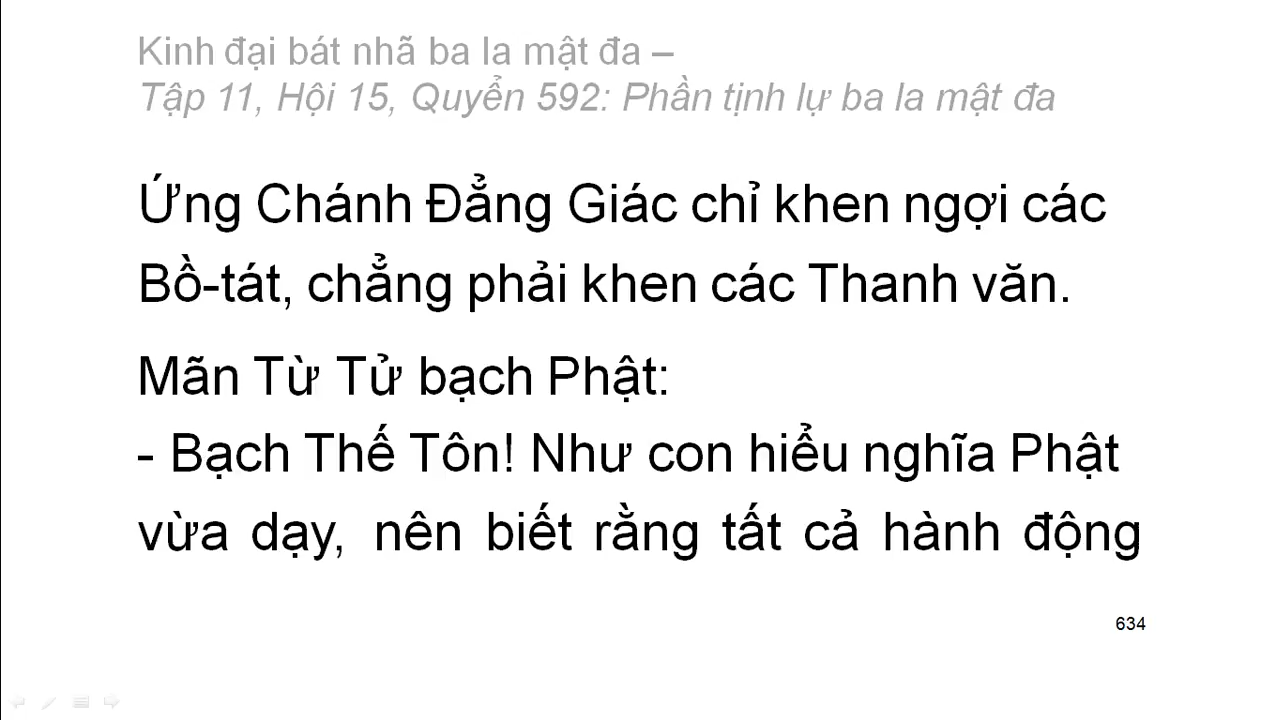 Kinh đại bát nhã ba la mật đa –
Tập 11, Hội 15, Quyển 592: Phần tịnh lự ba la mật đa
Ứng Chánh Đẳng Giác chỉ khen ngợi các
Bồ-tát, chẳng phải khen các Thanh văn.
Mãn Từ Tử bạch Phật:
- Bạch Thế Tôn! Như con hiểu nghĩa Phật
vừa dạy, nên biết rằng tất cả hành động
634